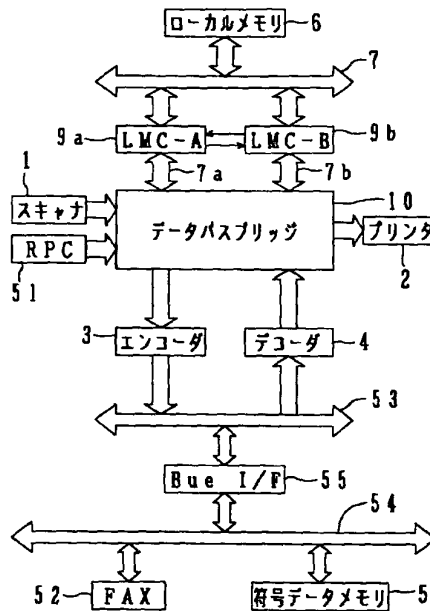 ローカルメモリ 6
7
9a LMC-A LMC-B 9b
7a 7b
1 10
スキャナ データパスブリッジ プリンタ
RPC 2
51
3 エンコーダ デコーダ 4
53
Bue I/F 55
54
52 FAX 符号データメモリ 5